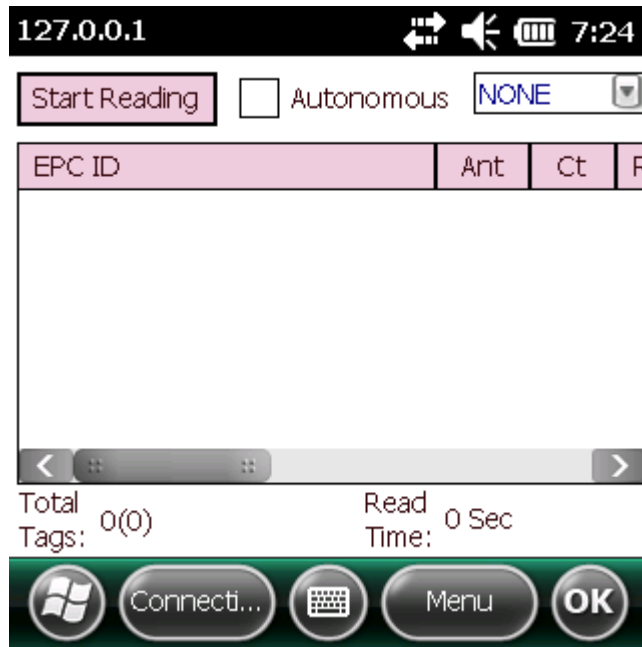 127.0.0.1 7:24
Start Reading Autonomous NONE
EPC ID Ant Ct
Total Tags: 0(0) Read Time: 0 Sec
Connecti... Menu OK